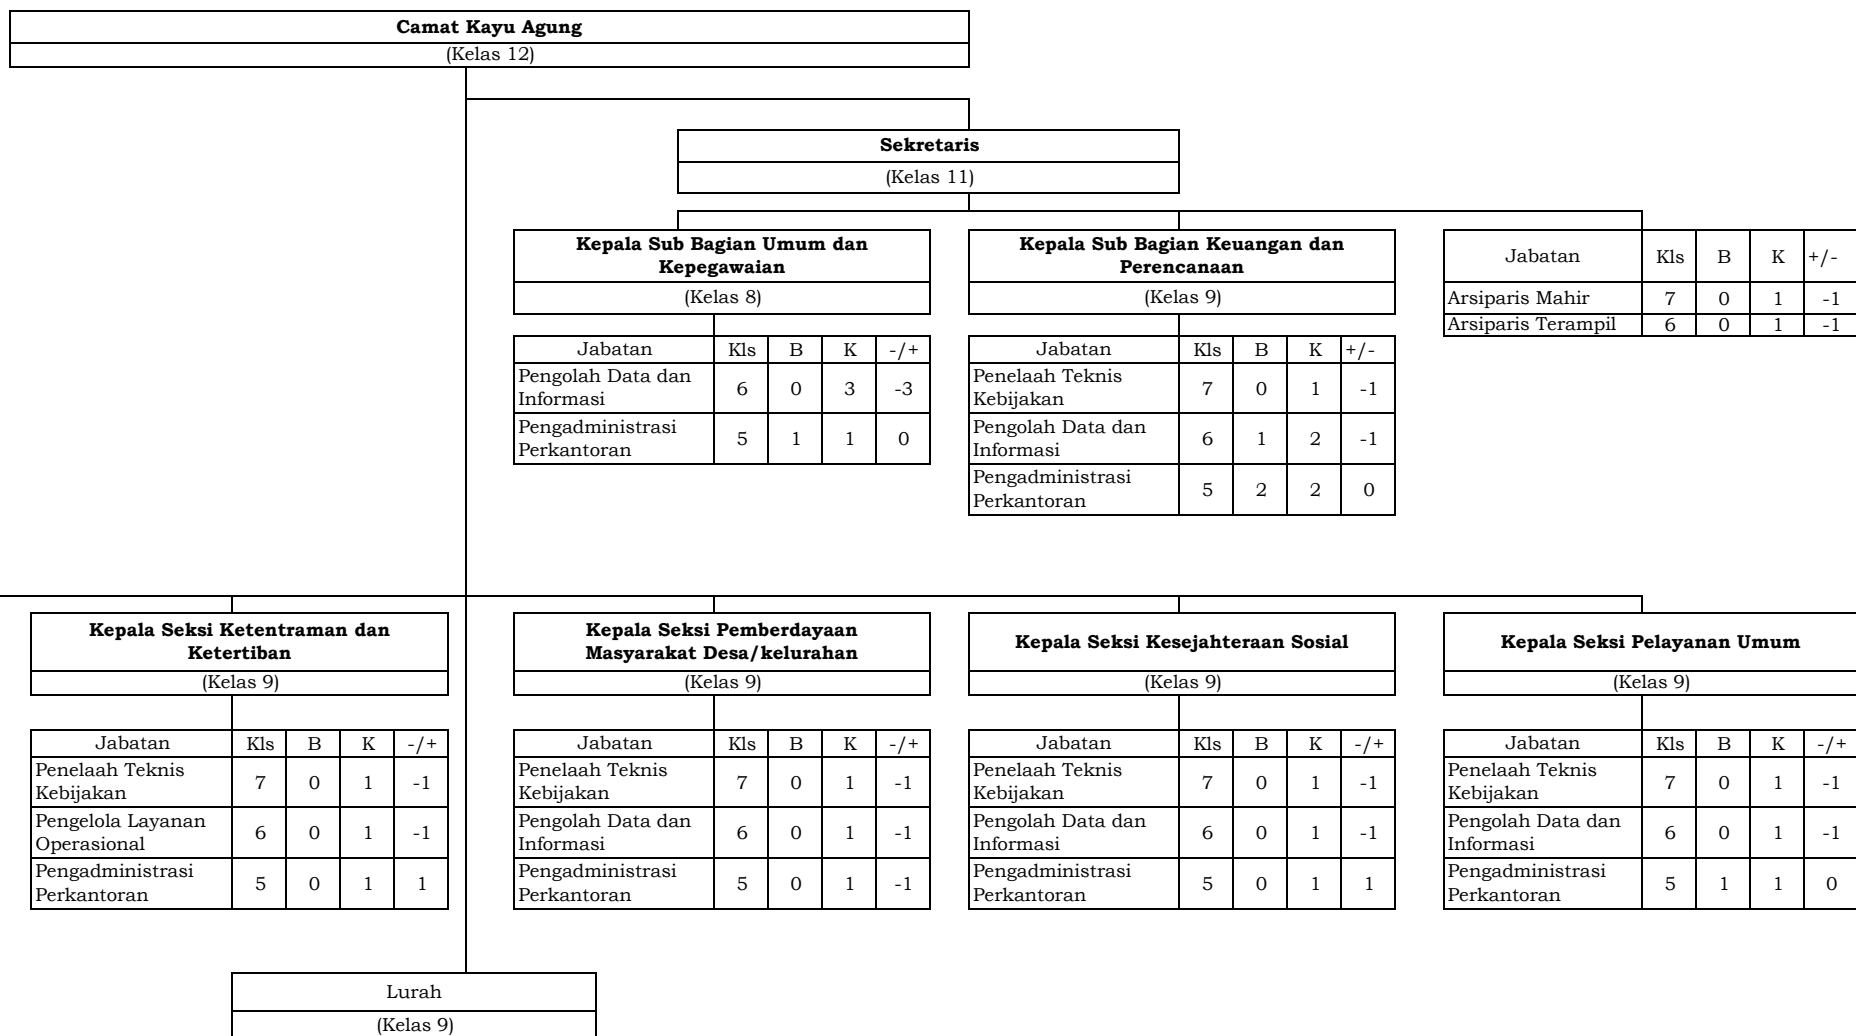 Camat Kayu Agung
(Kelas 12)
Sekretaris
(Kelas 11)
Kepala Sub Bagian Umum dan
Kepegawaian
(Kelas 8)
Jabatan Kls B K -/+
Pengolah Data dan
Informasi 6 0 3 -3
Pengadministrasi
Perkantoran 5 1 1 0
Kepala Sub Bagian Keuangan dan
Perencanaan
(Kelas 9)
Jabatan Kls B K +/-
Penelaah Teknis
Kebijakan 7 0 1 -1
Pengolah Data dan
Informasi 6 1 2 -1
Pengadministrasi
Perkantoran 5 2 2 0
Jabatan Kls B K +/-
Arsiparis Mahir 7 0 1 -1
Arsiparis Terampil 6 0 1 -1
Kepala Seksi Ketentraman dan
Ketertiban
(Kelas 9)
Jabatan Kls B K -/+
Penelaah Teknis
Kebijakan 7 0 1 -1
Pengelola Layanan
Operasional 6 0 1 -1
Pengadministrasi
Perkantoran 5 0 1 1
Kepala Seksi Pemberdayaan
Masyarakat Desa/kelurahan
(Kelas 9)
Jabatan Kls B K -/+
Penelaah Teknis
Kebijakan 7 0 1 -1
Pengolah Data dan
Informasi 6 0 1 -1
Pengadministrasi
Perkantoran 5 0 1 -1
Kepala Seksi Kesejahteraan Sosial
(Kelas 9)
Jabatan Kls B K -/+
Penelaah Teknis
Kebijakan 7 0 1 -1
Pengolah Data dan
Informasi 6 0 1 -1
Pengadministrasi
Perkantoran 5 0 1 1
Kepala Seksi Pelayanan Umum
(Kelas 9)
Jabatan Kls B K -/+
Penelaah Teknis
Kebijakan 7 0 1 -1
Pengolah Data dan
Informasi 6 0 1 -1
Pengadministrasi
Perkantoran 5 1 1 0
Lurah
(Kelas 9)